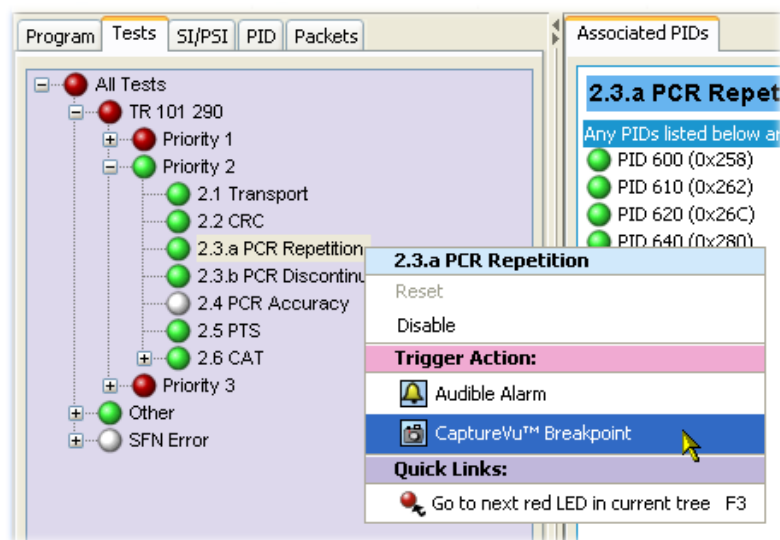 Program Tests SI/PSI PID Packets
All Tests
TR 101 290
Priority 1
Priority 2
2.1 Transport
2.2 CRC
2.3.a PCR Repetition
2.3.b PCR Discontinu
2.4 PCR Accuracy
2.5 PTS
2.6 CAT
Priority 3
Other
SFN Error
Associated PIDs
2.3.a PCR Repet
Any PIDs listed below a
PID 600 (0x258)
PID 610 (0x262)
PID 620 (0x26C)
PID 640 (0x280)
2.3.a PCR Repetition
Reset
Disable
Trigger Action:
Audible Alarm
CaptureVu™ Breakpoint
Quick Links:
Go to next red LED in current tree F3